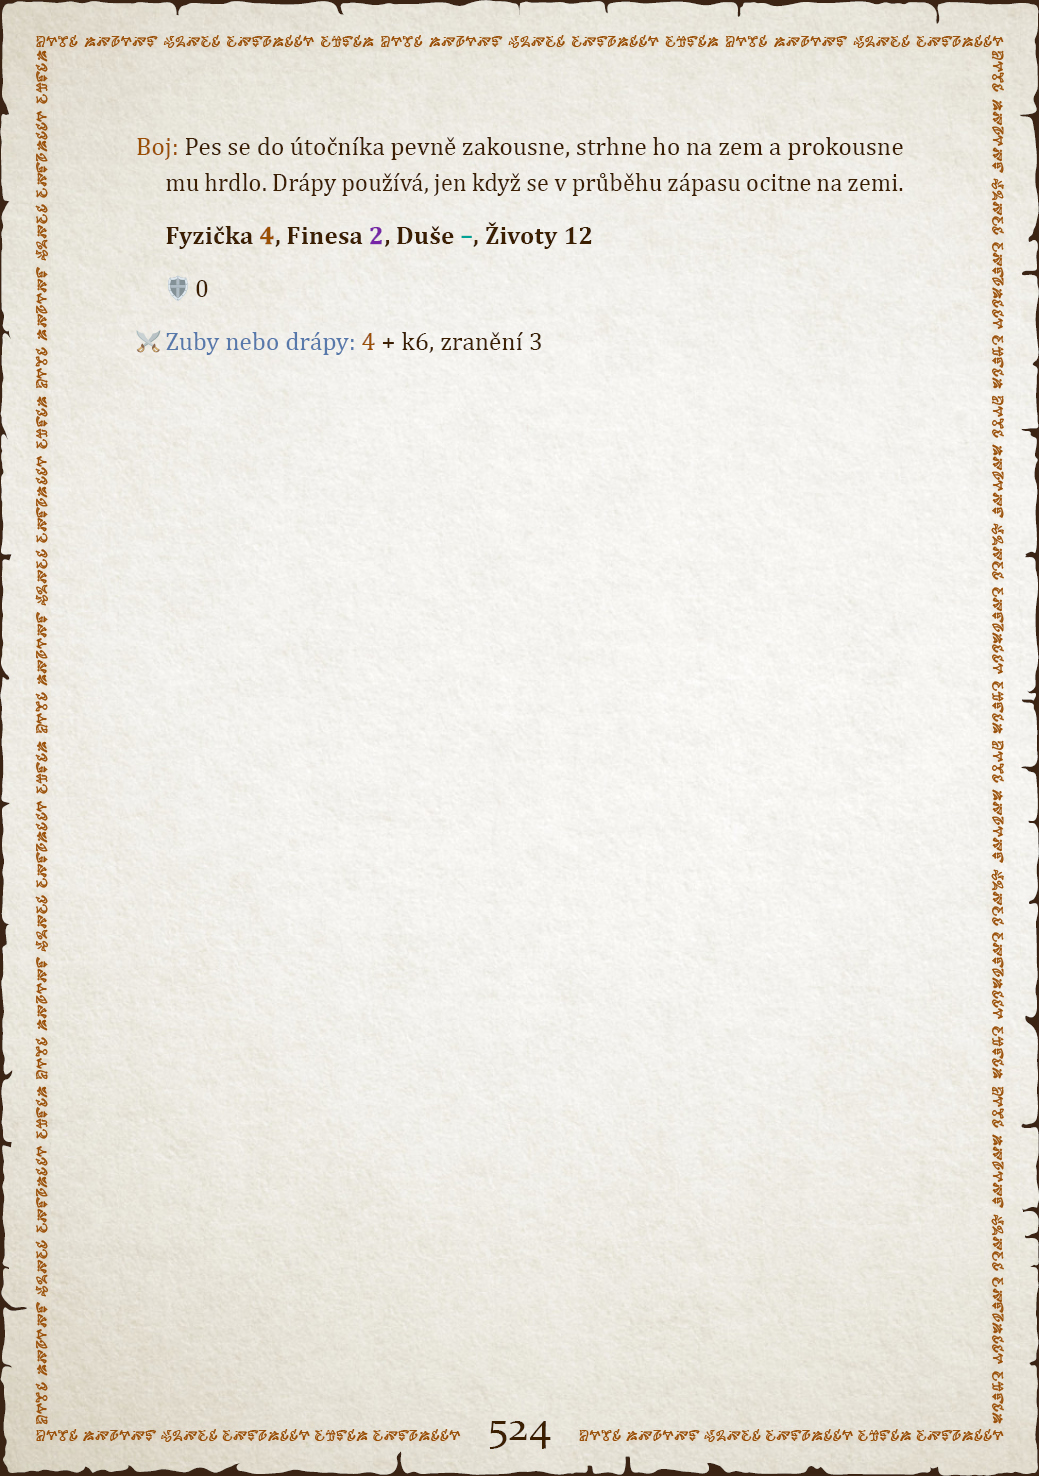 Boj: Pes se do útočníka pevně zakousne, strhne ho na zem a prokousne
mu hrdlo. Drápy používá, jen když se v průběhu zápasu ocitne na zemi.
Fyzička 4, Finesa 2, Duše –, Životy 12
0
Zuby nebo drápy: 4 + k6, zranění 3
524